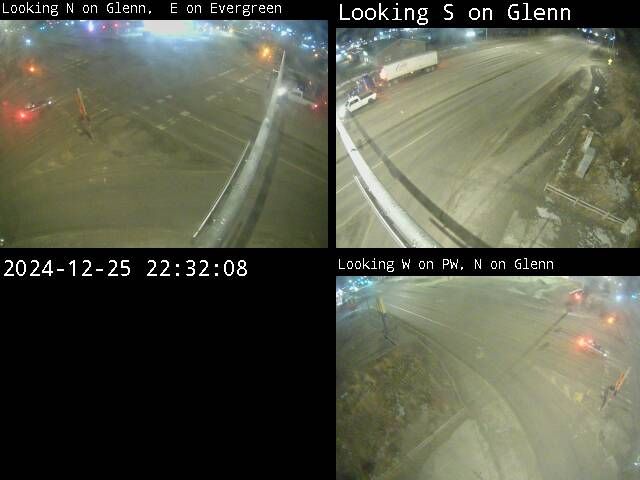 Looking N on Glenn,  E on Evergreen
Looking S on Glenn
2024-12-25 22:32:08
Looking W on PW, N on Glenn